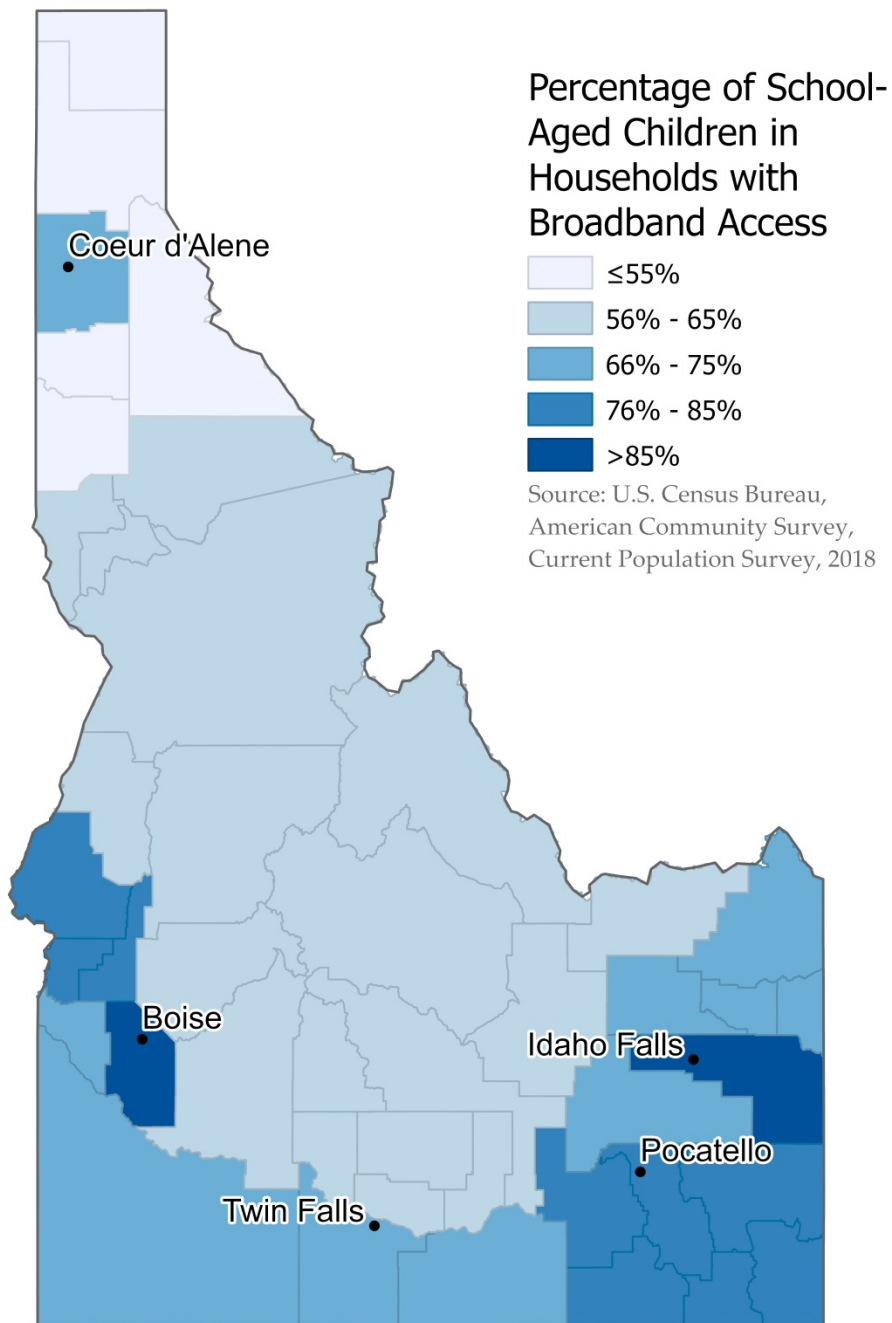 Percentage of School-
Aged Children in
Households with
Broadband Access
≤55%
56% - 65%
66% - 75%
76% - 85%
>85%
Source: U.S. Census Bureau,
American Community Survey,
Current Population Survey, 2018
Coeur d'Alene
Boise
Idaho Falls
Pocatello
Twin Falls